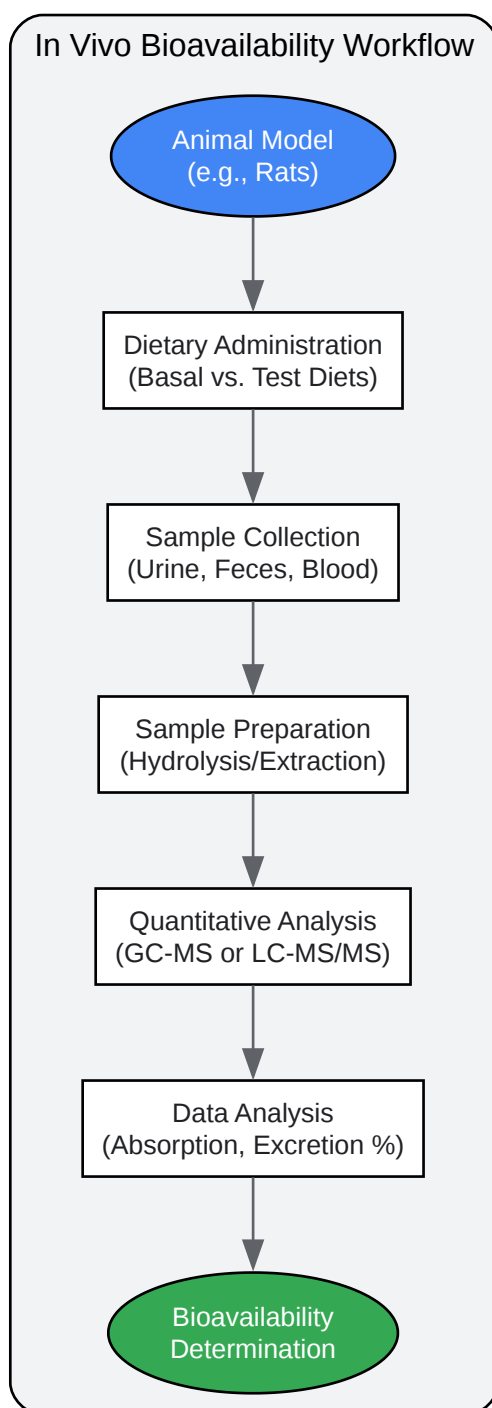 In Vivo Bioavailability Workflow
Animal Model
(e.g., Rats)
Dietary Administration
(Basal vs. Test Diets)
Sample Collection
(Urine, Feces, Blood)
Sample Preparation
(Hydrolysis/Extraction)
Quantitative Analysis
(GC-MS or LC-MS/MS)
Data Analysis
(Absorption, Excretion %)
Bioavailability
Determination